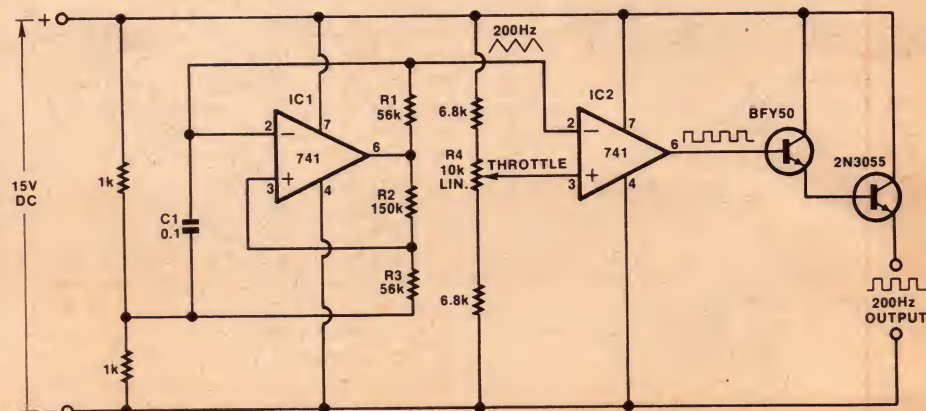 +
15V
DC
1k
1k
C1
0.1
2
−
3
+
IC1
741
7
6
4
R1
56k
R2
150k
R3
56k
200Hz
6.8k
R4
10k
LIN.
THROTTLE
6.8k
IC2
2
−
3
+
741
7
6
4
BFY50
2N3055
200Hz
OUTPUT